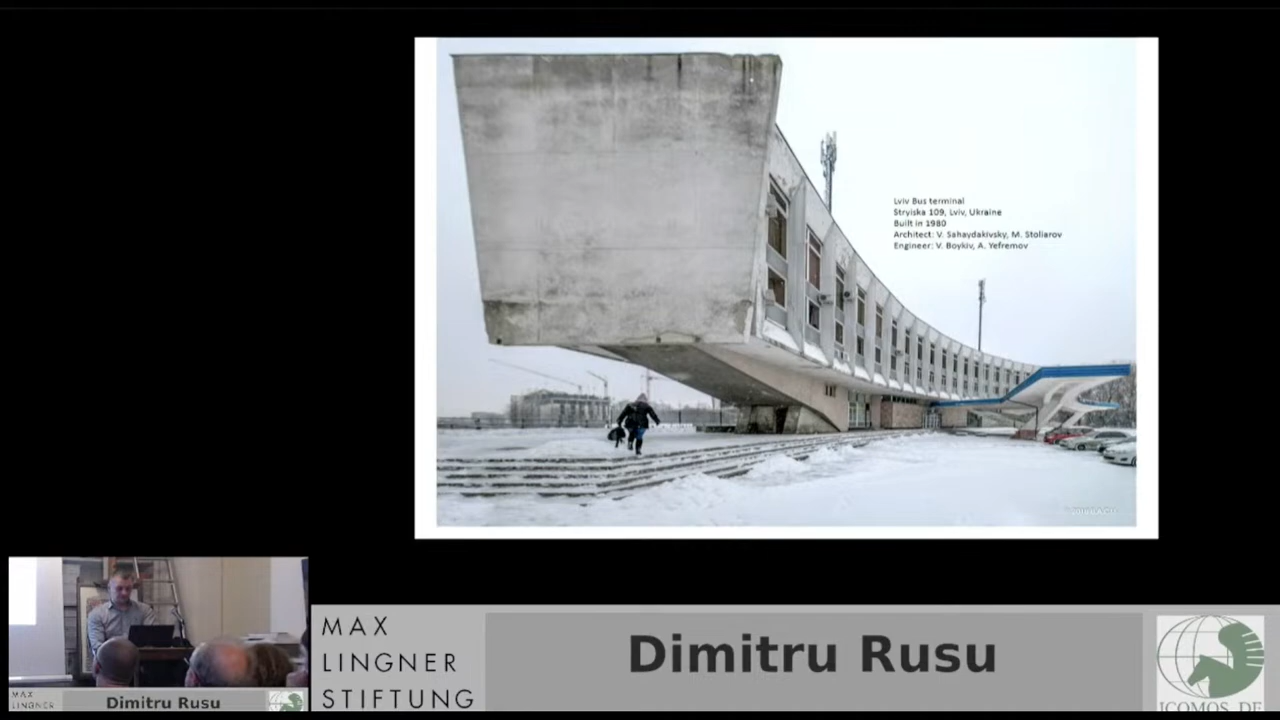 Lviv Bus terminal
Stryiska 109, Lviv, Ukraine
Built in 1980
Architect: V. Sahaydakivsky, M. Stoliarov
Engineer: V. Boykiv, A. Yefremov
MAX
LINGNER
STIFTUNG
Dimitru Rusu
ICOMOS DE
MAX
LINGNER
Dimitru Rusu